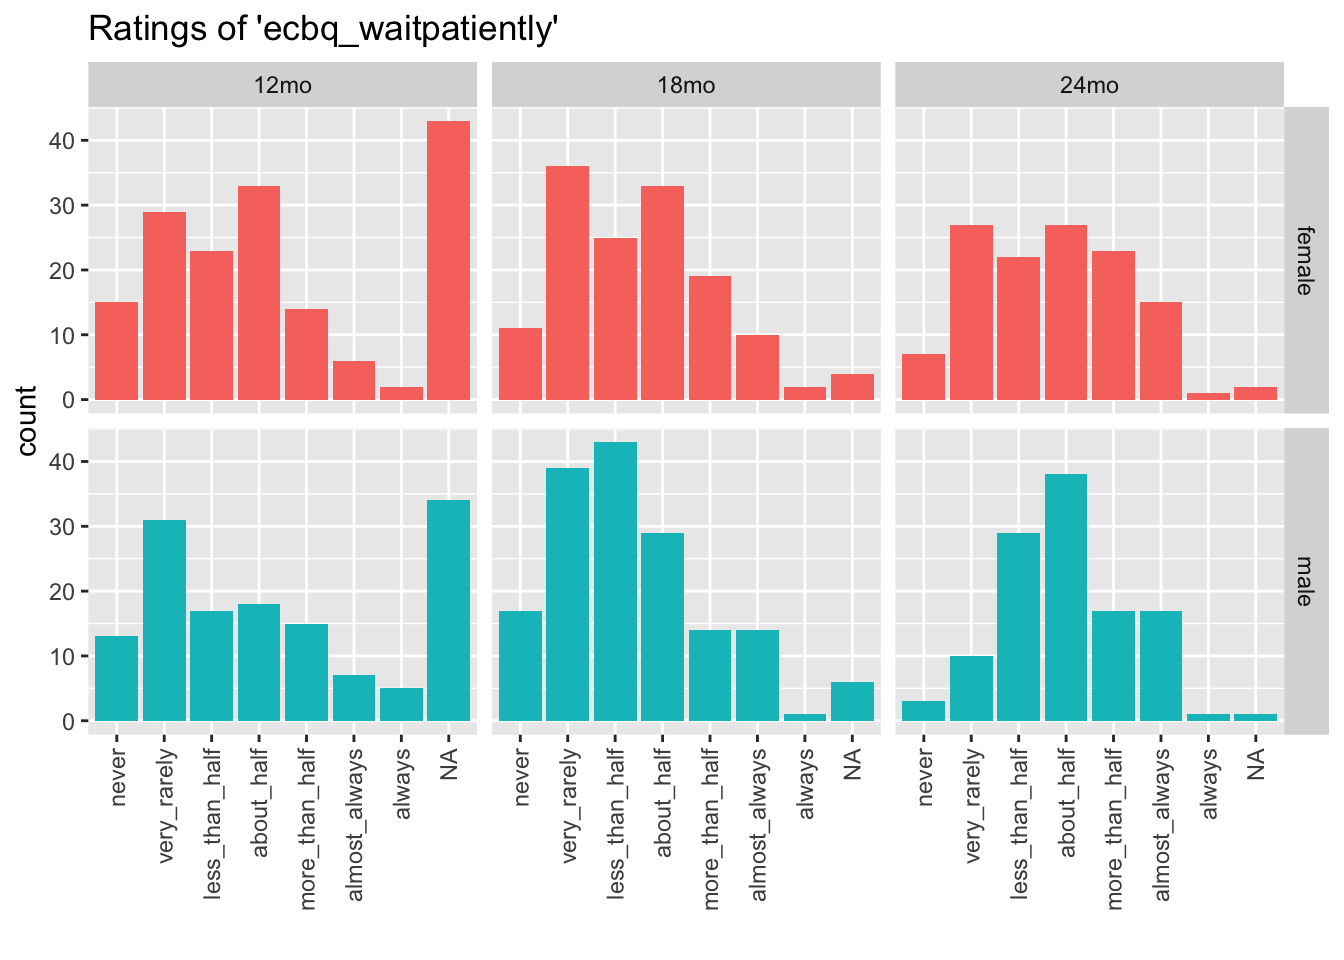 Ratings of 'ecbq_waitpatiently'
12mo
18mo
24mo
count
40
30
20
10
0
female
40
30
20
10
0
male
never
very_rarely
less_than_half
about_half
more_than_half
almost_always
always
NA
never
very_rarely
less_than_half
about_half
more_than_half
almost_always
always
NA
never
very_rarely
less_than_half
about_half
more_than_half
almost_always
always
NA